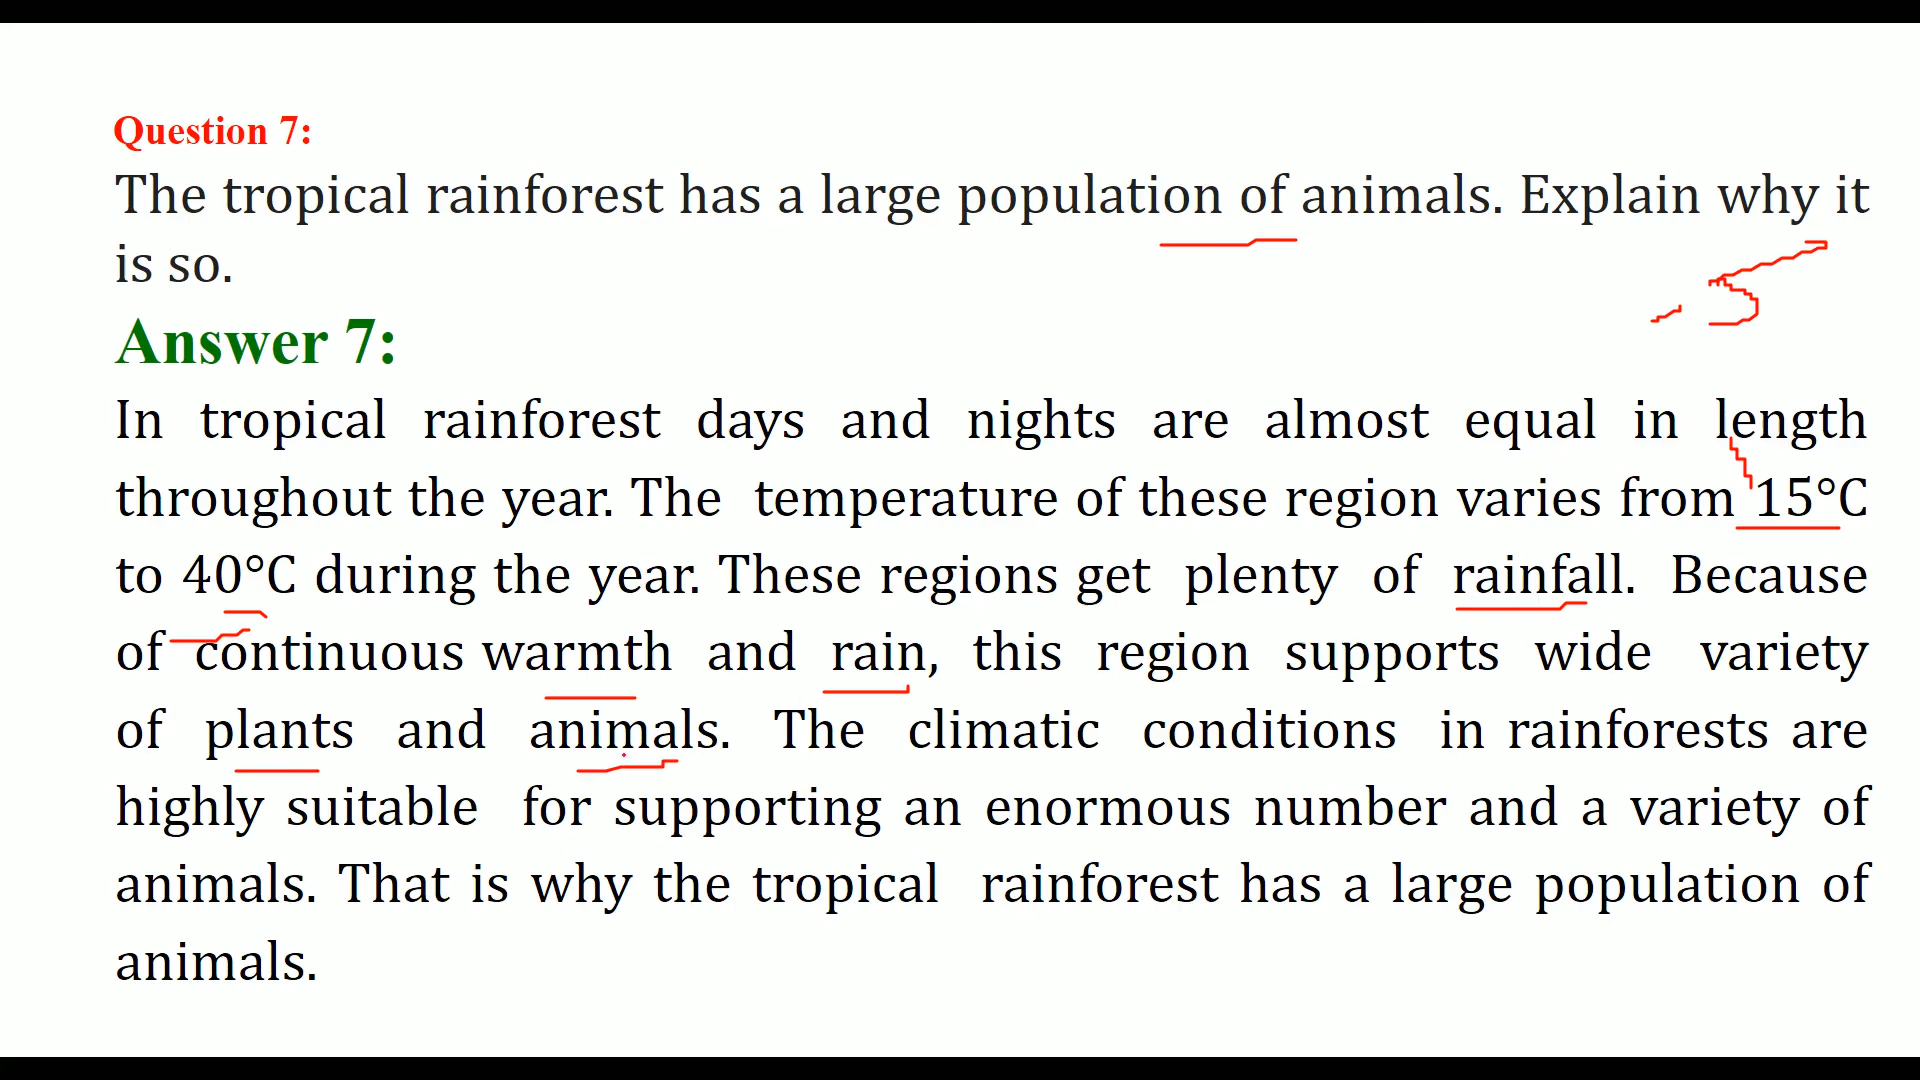 Question 7:
The tropical rainforest has a large population of animals. Explain why it
is so.
Answer 7:
In tropical rainforest days and nights are almost equal in length
throughout the year. The temperature of these region varies from 15°C
to 40°C during the year. These regions get plenty of rainfall. Because
of continuous warmth and rain, this region supports wide variety
of plants and animals. The climatic conditions in rainforests are
highly suitable for supporting an enormous number and a variety of
animals. That is why the tropical rainforest has a large population of
animals.